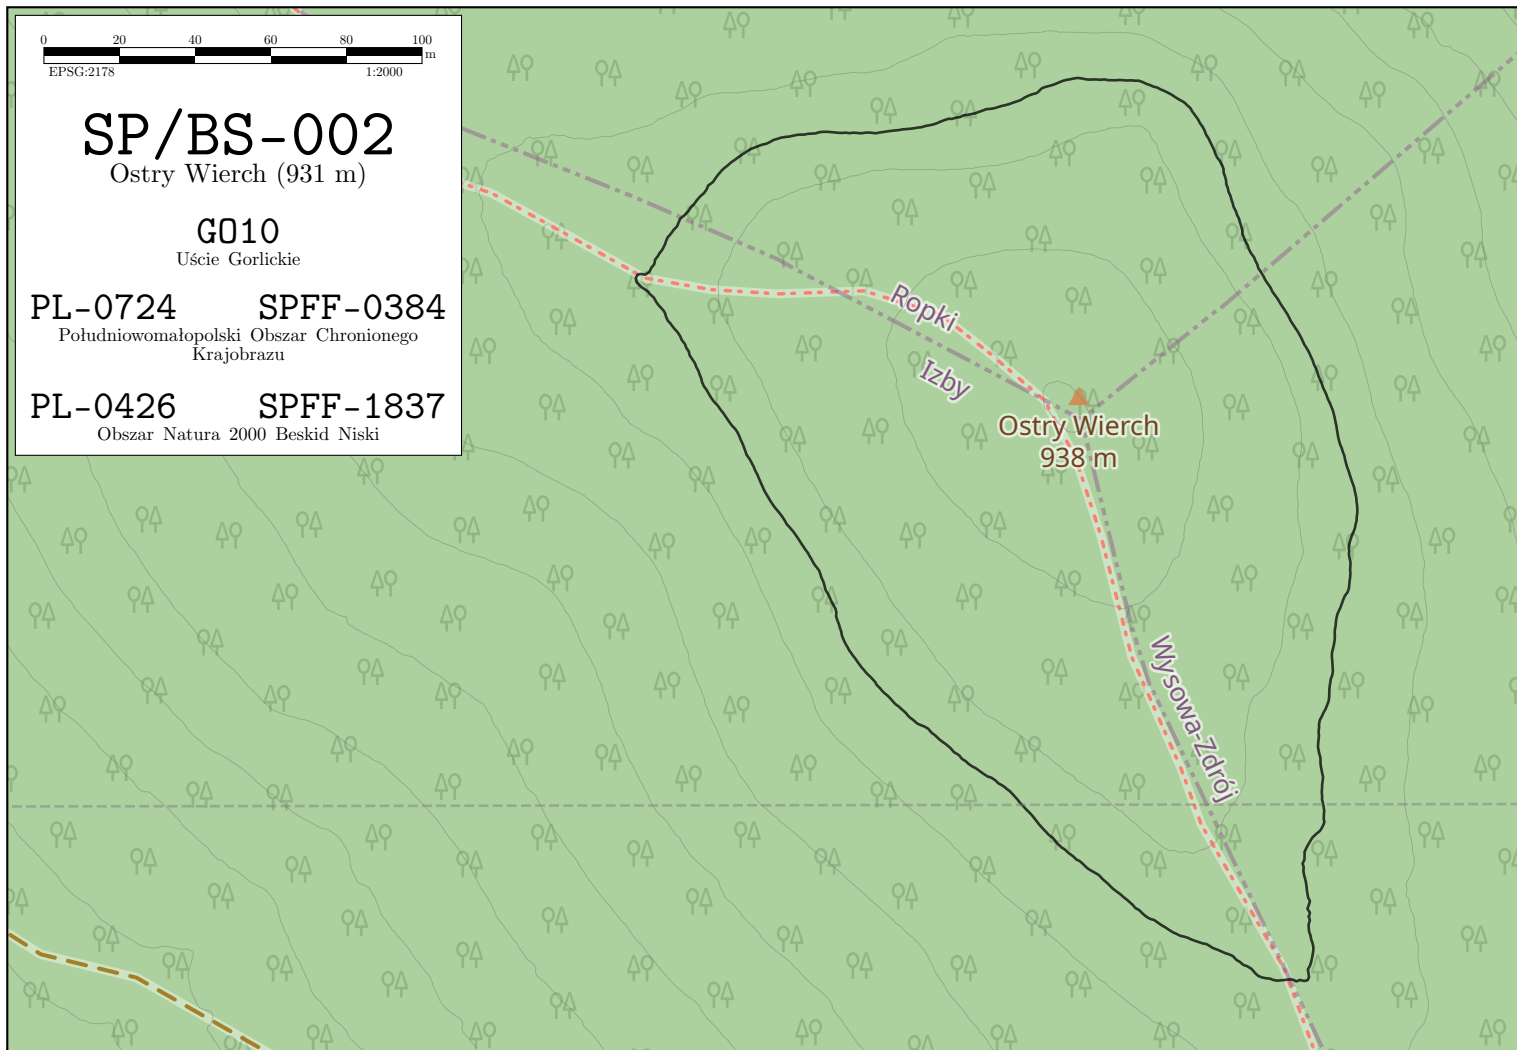 0 20 40 60 80 100
m
EPSG:2178 1:2000
SP/BS-002
Ostry Wierch (931 m)
GO10
Uście Gorlickie
PL-0724 SPFF-0384
Południowomałopolski Obszar Chronionego
Krajobrazu
PL-0426 SPFF-1837
Obszar Natura 2000 Beskid Niski
Ropki
Izby
Ostry Wierch
938 m
Wysowa-Zdrój